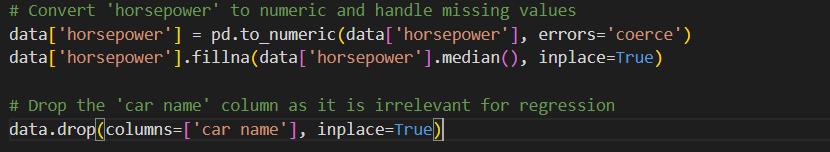 # Convert 'horsepower' to numeric and handle missing values
data['horsepower'] = pd.to_numeric(data['horsepower'], errors='coerce')
data['horsepower'].fillna(data['horsepower'].median(), inplace=True)
# Drop the 'car name' column as it is irrelevant for regression
data.drop(columns=['car name'], inplace=True)